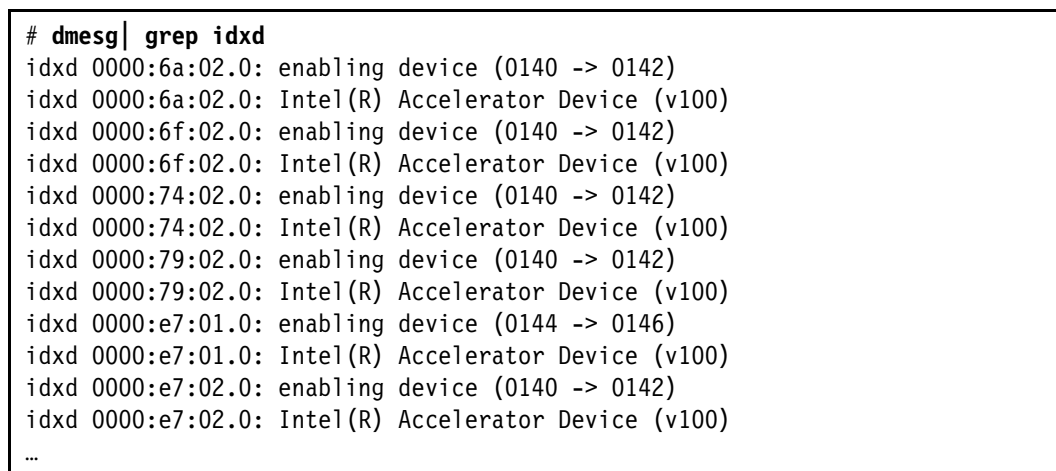 # dmesg| grep idxd
idxd 0000:6a:02.0: enabling device (0140 -> 0142)
idxd 0000:6a:02.0: Intel(R) Accelerator Device (v100)
idxd 0000:6f:02.0: enabling device (0140 -> 0142)
idxd 0000:6f:02.0: Intel(R) Accelerator Device (v100)
idxd 0000:74:02.0: enabling device (0140 -> 0142)
idxd 0000:74:02.0: Intel(R) Accelerator Device (v100)
idxd 0000:79:02.0: enabling device (0140 -> 0142)
idxd 0000:79:02.0: Intel(R) Accelerator Device (v100)
idxd 0000:e7:01.0: enabling device (0144 -> 0146)
idxd 0000:e7:01.0: Intel(R) Accelerator Device (v100)
idxd 0000:e7:02.0: enabling device (0140 -> 0142)
idxd 0000:e7:02.0: Intel(R) Accelerator Device (v100)
…